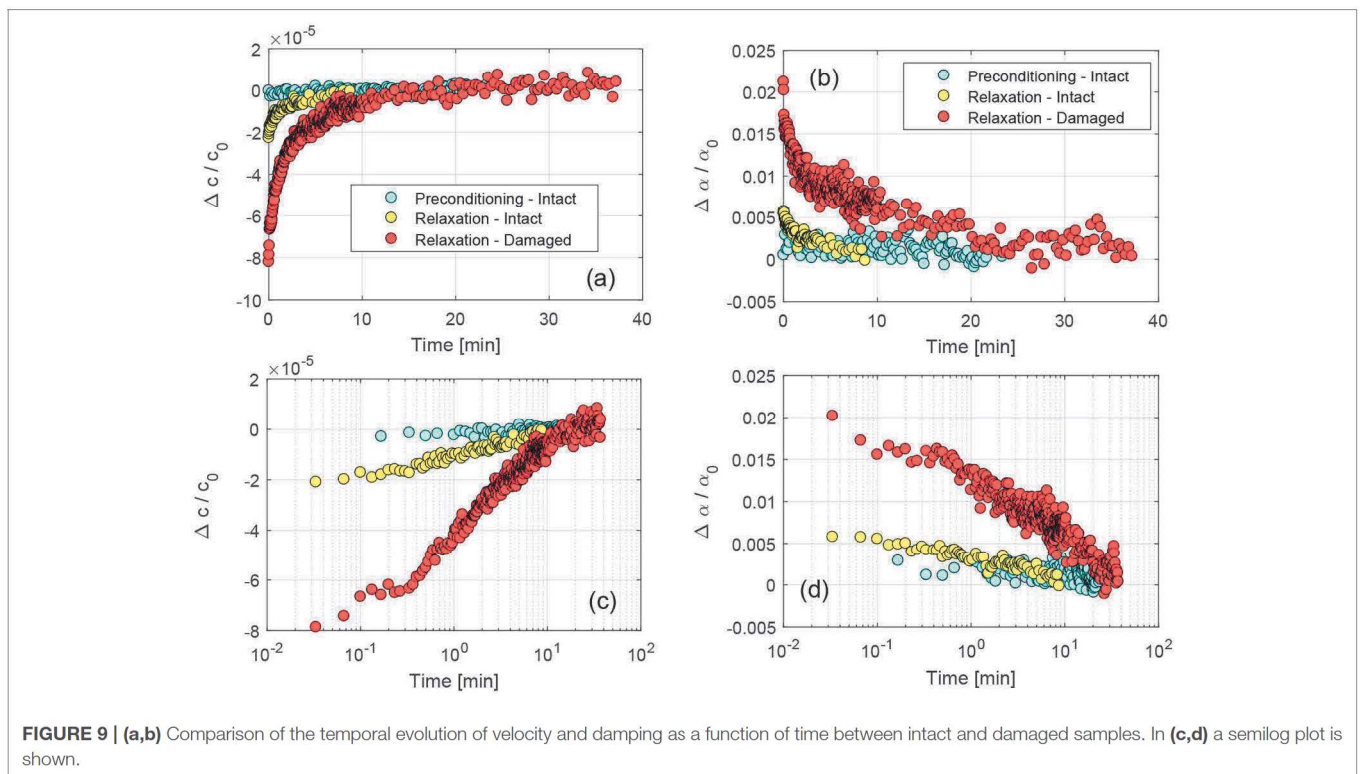 ×10⁻⁵
2
0
-2
-4
-6
-8
-10
Δ c / c₀
Preconditioning - Intact
Relaxation - Intact
Relaxation - Damaged
(a)
0 10 20 30 40
Time [min]
0.025
0.02
0.015
0.01
0.005
0
-0.005
Δ α / α₀
(b)
Preconditioning - Intact
Relaxation - Intact
Relaxation - Damaged
0 10 20 30 40
Time [min]
×10⁻⁵
2
0
-2
-4
-6
-8
Δ c / c₀
(c)
10⁻² 10⁻¹ 10⁰ 10¹ 10²
Time [min]
0.025
0.02
0.015
0.01
0.005
0
-0.005
Δ α / α₀
(d)
10⁻² 10⁻¹ 10⁰ 10¹ 10²
Time [min]
FIGURE 9 | (a,b) Comparison of the temporal evolution of velocity and damping as a function of time between intact and damaged samples. In (c,d) a semilog plot is
shown.